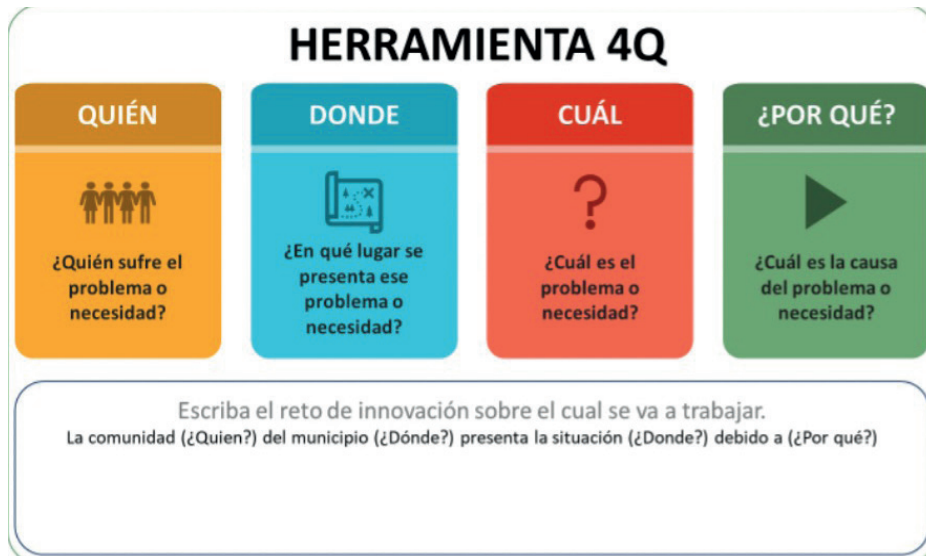 HERRAMIENTA 4Q
QUIÉN
¿Quién sufre el
problema o
necesidad?
DONDE
¿En qué lugar se
presenta ese
problema o
necesidad?
CUÁL
?
¿Cuál es el
problema o
necesidad?
¿POR QUÉ?
¿Cuál es la causa
del problema o
necesidad?
Escriba el reto de innovación sobre el cual se va a trabajar.
La comunidad (¿Quien?) del municipio (¿Dónde?) presenta la situación (¿Donde?) debido a (¿Por qué?)